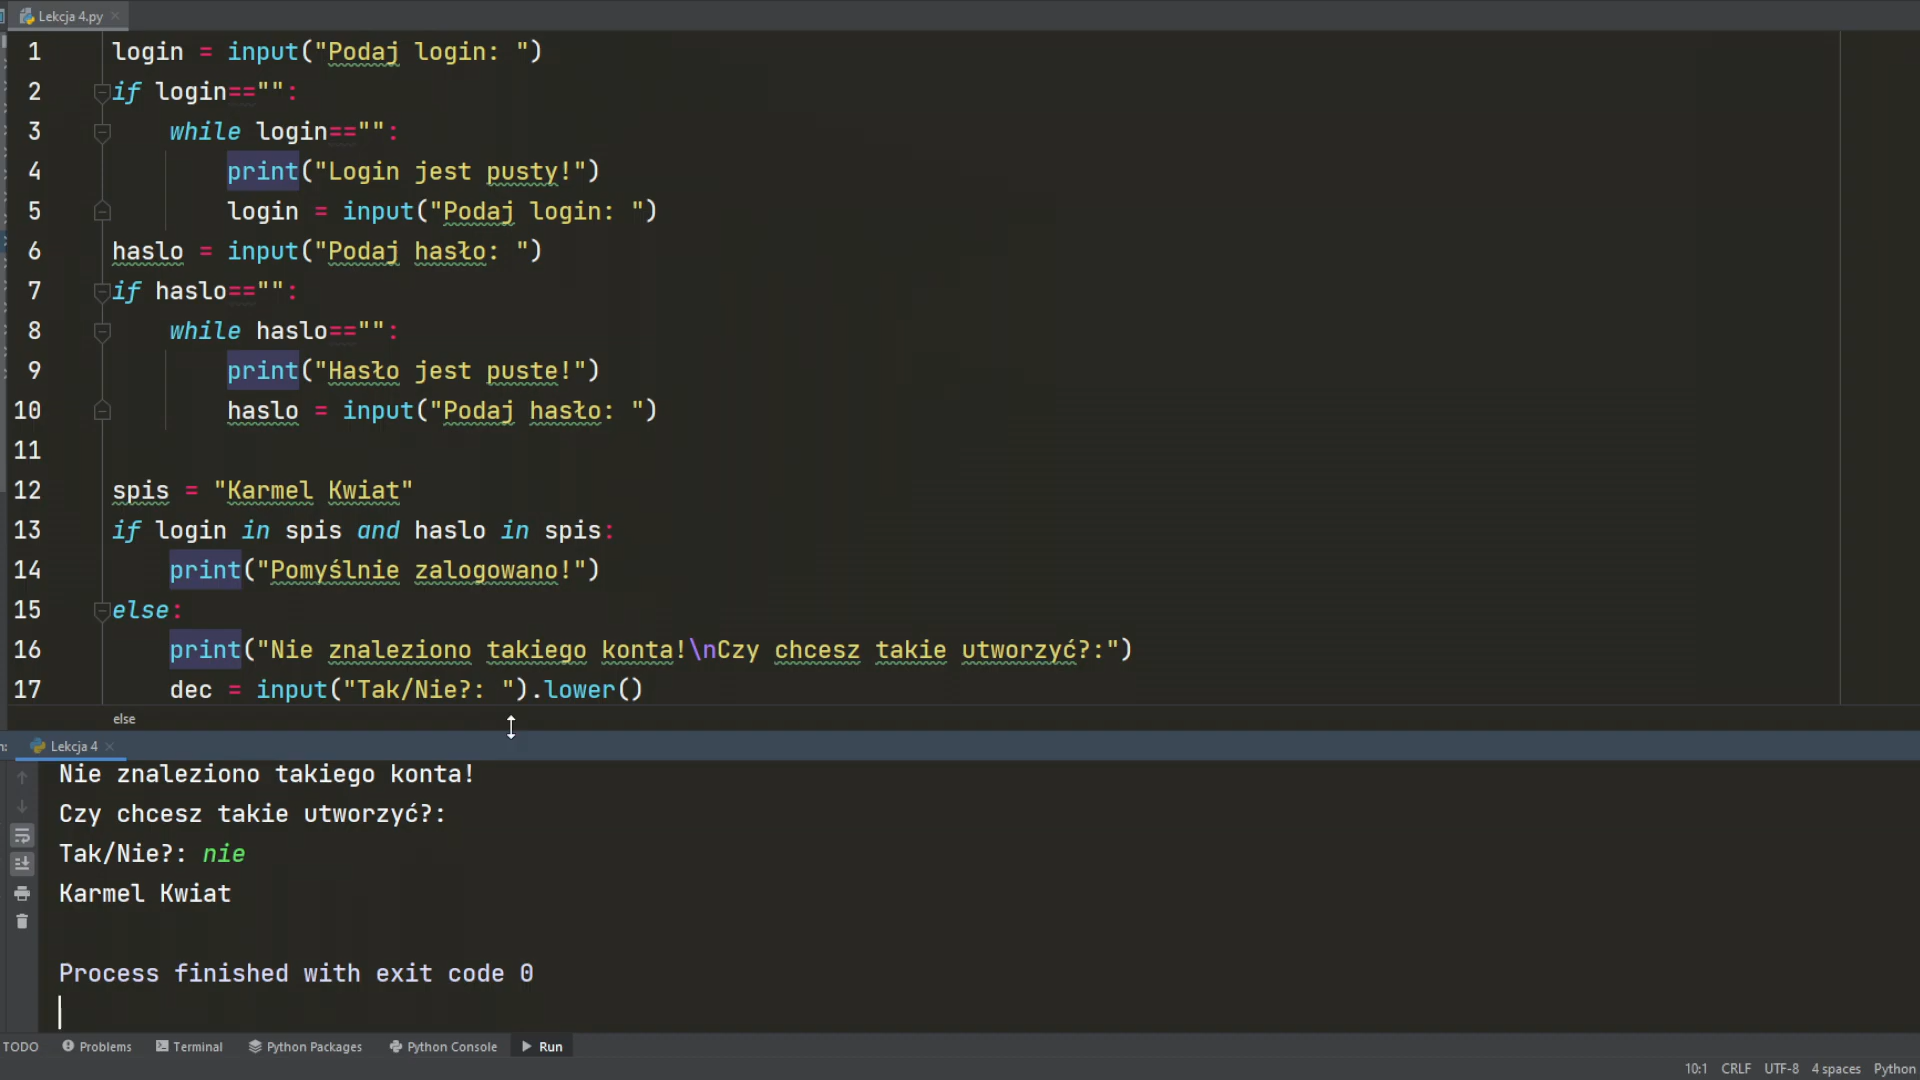 Lekcja 4.py
1 login = input("Podaj login: ")
2 if login=="":
3 while login=="":
4 print("Login jest pusty!")
5 login = input("Podaj login: ")
6 haslo = input("Podaj hasło: ")
7 if haslo=="":
8 while haslo=="":
9 print("Hasło jest puste!")
10 haslo = input("Podaj hasło: ")
11
12 spis = "Karmel Kwiat"
13 if login in spis and haslo in spis:
14 print("Pomyślnie zalogowano!")
15 else:
16 print("Nie znaleziono takiego konta!\nCzy chcesz takie utworzyć?:")
17 dec = input("Tak/Nie?: ").lower()
else
n: Lekcja 4
Nie znaleziono takiego konta!
Czy chcesz takie utworzyć?:
Tak/Nie?: nie
Karmel Kwiat
Process finished with exit code 0
TODO Problems Terminal Python Packages Python Console Run
10:1 CRLF UTF-8 4 spaces Python